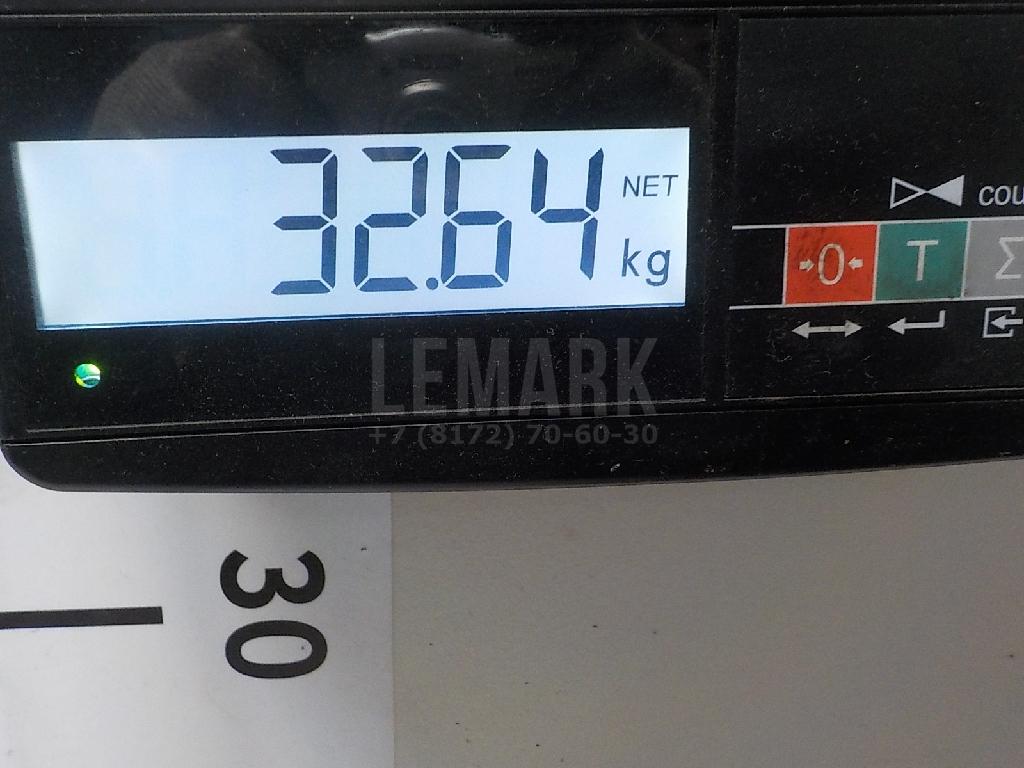 32.64 NET
kg
cou
0 T Σ
LEMARK
+7 (8172) 70-60-30
30